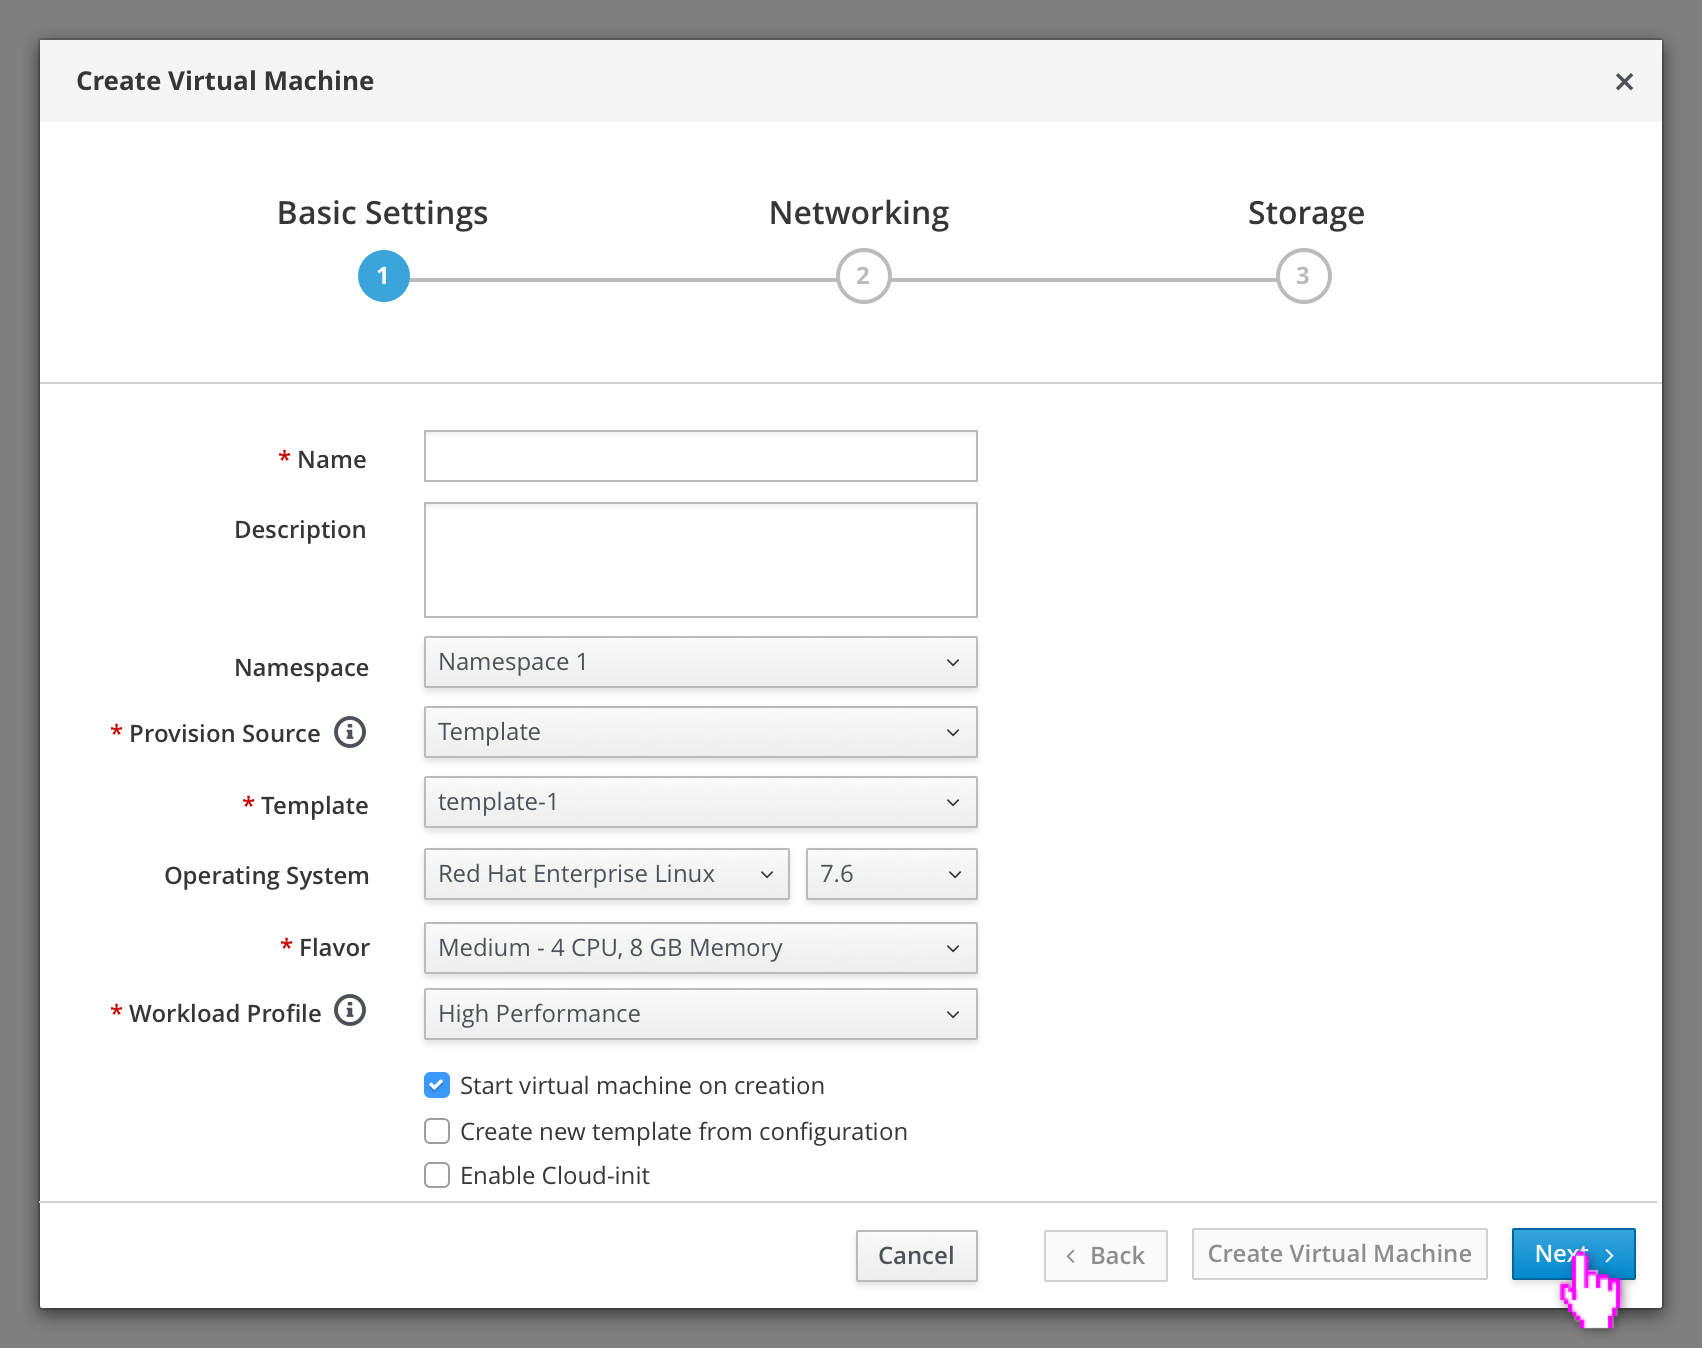 Create Virtual Machine ×
Basic Settings Networking Storage
1 2 3
* Name
Description
Namespace Namespace 1
* Provision Source Template
* Template template-1
Operating System Red Hat Enterprise Linux 7.6
* Flavor Medium - 4 CPU, 8 GB Memory
* Workload Profile High Performance
Start virtual machine on creation
Create new template from configuration
Enable Cloud-init
Cancel < Back Create Virtual Machine Next >